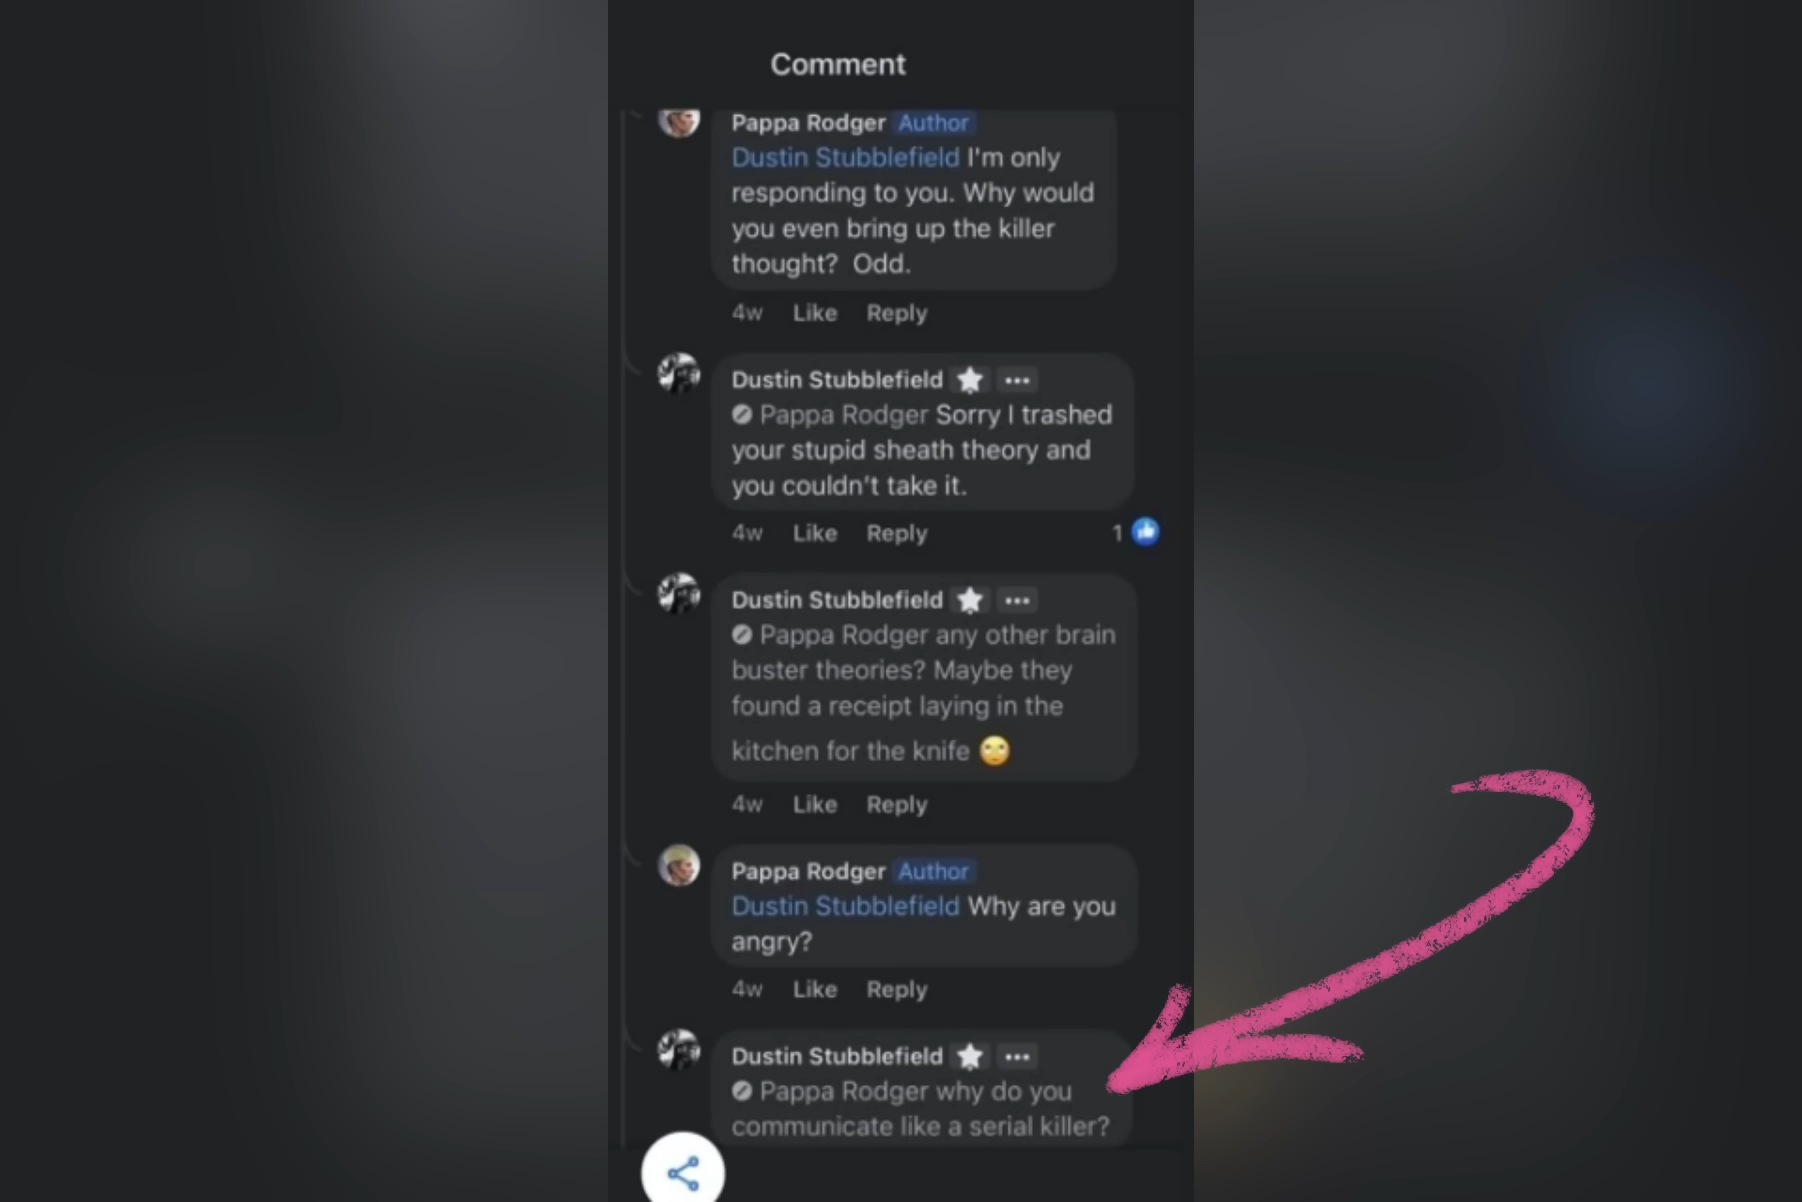 Comment
Pappa Rodger Author
Dustin Stubblefield I'm only
responding to you. Why would
you even bring up the killer
thought? Odd.
4w Like Reply
Dustin Stubblefield
Pappa Rodger Sorry I trashed
your stupid sheath theory and
you couldn't take it.
4w Like Reply 1
Dustin Stubblefield
Pappa Rodger any other brain
buster theories? Maybe they
found a receipt laying in the
kitchen for the knife 🙄
4w Like Reply
Pappa Rodger Author
Dustin Stubblefield Why are you
angry?
4w Like Reply
Dustin Stubblefield
Pappa Rodger why do you
communicate like a serial killer?